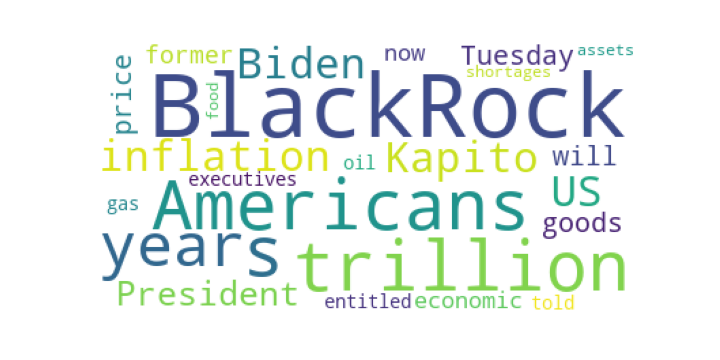 former Biden now Tuesday assets
price food BlackRock shortages
inflation oil Kapito will
executives
gas Americans US
goods
years trillion
President entitled economic told